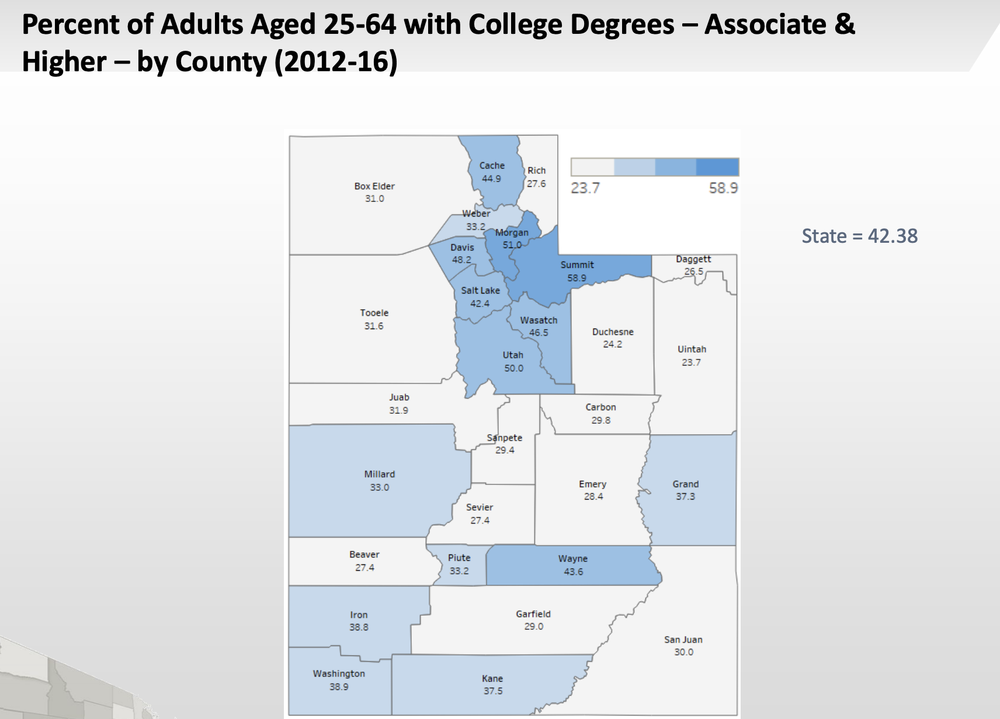 Percent of Adults Aged 25-64 with College Degrees – Associate &
Higher – by County (2012-16)
Cache
44.9
Rich
27.6
Box Elder
31.0
23.7
58.9
Weber
33.2
Morgan
51.0
State = 42.38
Davis
48.2
Summit
58.9
Daggett
26.5
Salt Lake
42.4
Tooele
31.6
Wasatch
46.5
Duchesne
24.2
Uintah
23.7
Utah
50.0
Juab
31.9
Carbon
29.8
Sanpete
29.4
Millard
33.0
Emery
28.4
Grand
37.3
Sevier
27.4
Beaver
27.4
Piute
33.2
Wayne
43.6
Iron
38.8
Garfield
29.0
San Juan
30.0
Washington
38.9
Kane
37.5